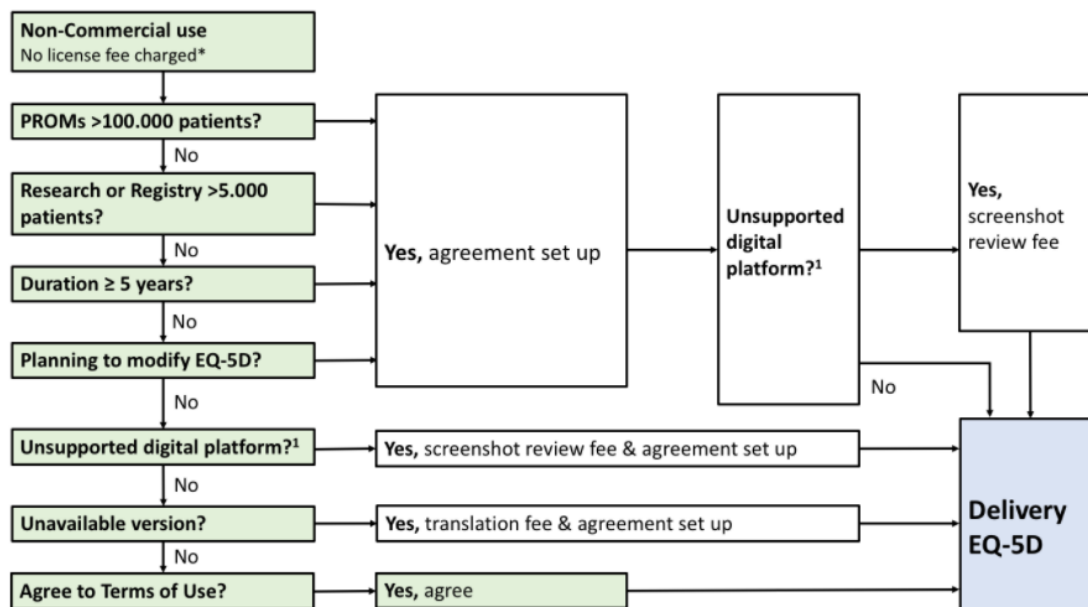 Non-Commercial use
No license fee charged*
PROMs >100.000 patients?
No
Research or Registry >5.000
patients?
No
Duration ≥ 5 years?
No
Planning to modify EQ-5D?
No
Unsupported digital platform?¹
No
Unavailable version?
No
Agree to Terms of Use?
Yes, agreement set up
Yes, screenshot review fee & agreement set up
Yes, translation fee & agreement set up
Yes, agree
Unsupported
digital
platform?¹
No
Yes,
screenshot
review fee
Delivery
EQ-5D